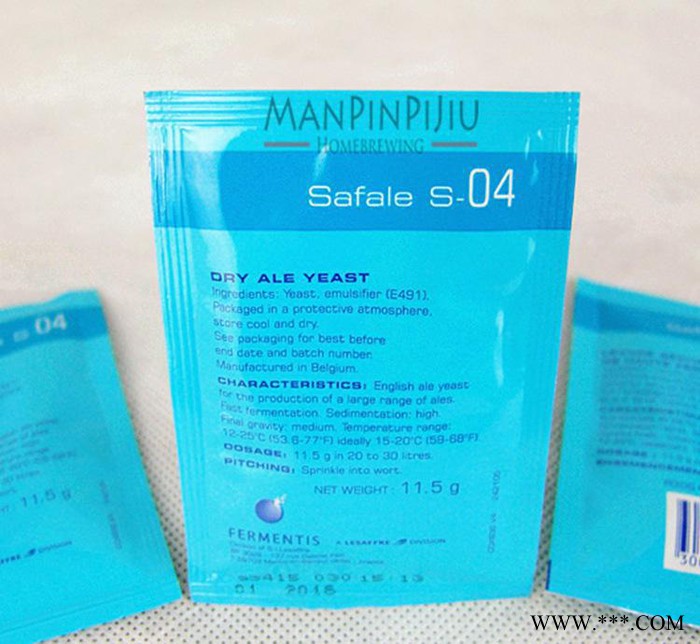 MANPINPIJIU
HOMEBREWING
Safale S-04
DRY ALE YEAST
Ingredients: Yeast, emulsifier (E491).
Packaged in a protective atmosphere,
store cool and dry.
See packaging for best before
end date and batch number.
Manufactured in Belgium.
CHARACTERISTICS: English ale yeast
for the production of a large range of ales.
Fast fermentation. Sedimentation: high.
Final gravity: medium. Temperature range:
12-25°C (53.6-77°F) ideally 15-20°C (59-68°F)
DOSAGE: 11.5 g in 20 to 30 litres.
PITCHING: Sprinkle into wort.
NET WEIGHT: 11.5 g
FERMENTIS
A LESAFFRE DIVISION
Division of S.I.Lesaffre
01 2018
S 04
11.5 g
DIVISION
WWW.***.COM